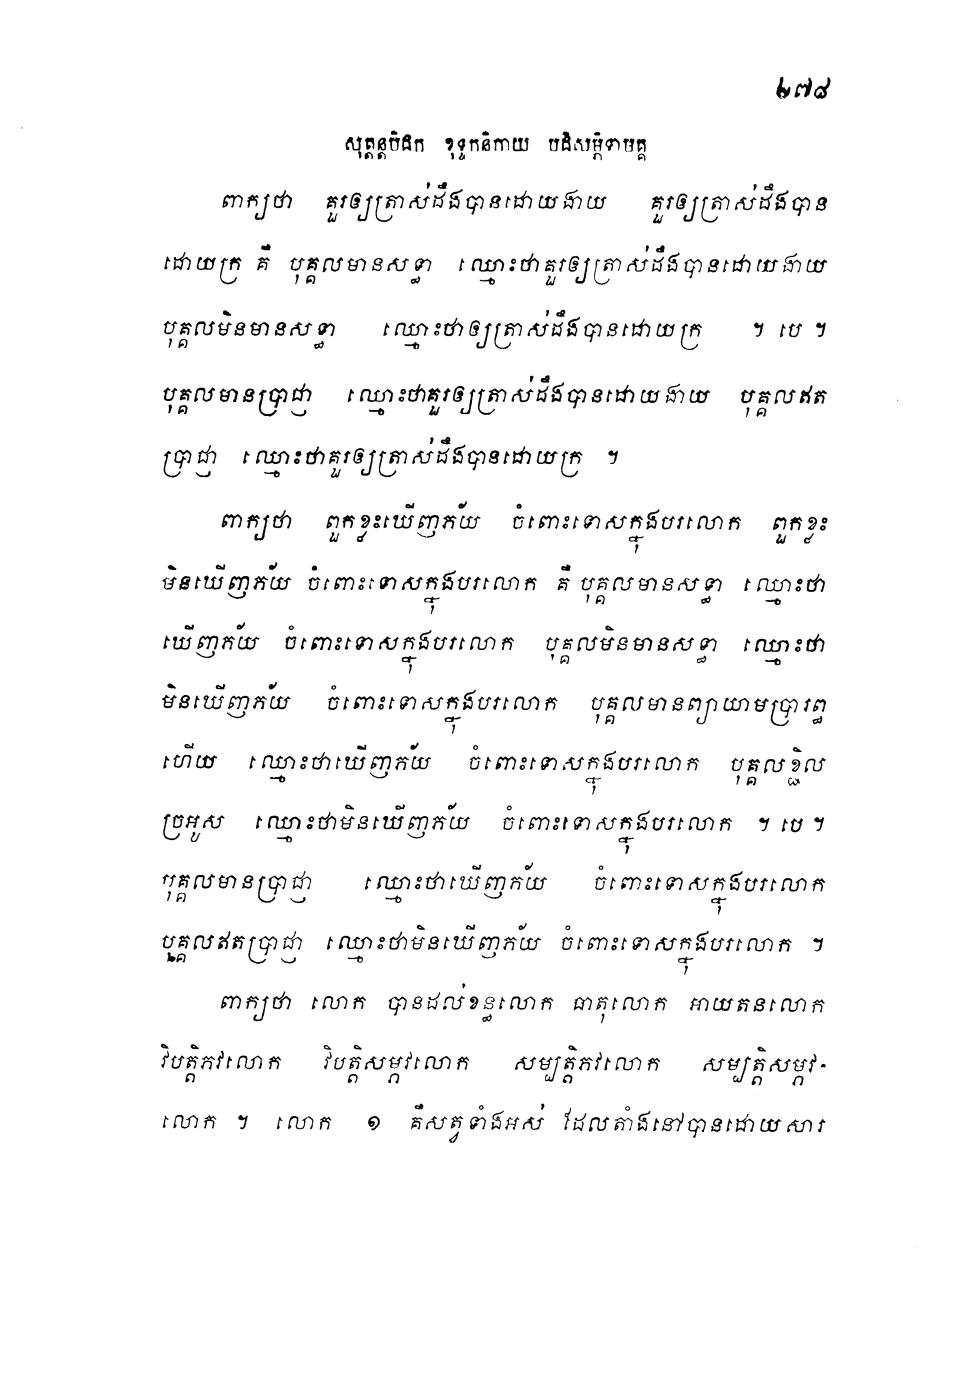 ២៧៨
សុត្តន្តបិដក ខុទ្ទកនិកាយ បដិសម្ភិទាមគ្គ
ពាក្យថា គួរឲ្យត្រាស់ដឹងបានដោយងាយ គួរឲ្យត្រាស់ដឹងបាន
ដោយក្រ គឺ បុគ្គលមានសទ្ធា ឈ្មោះថាគួរឲ្យត្រាស់ដឹងបានដោយងាយ
បុគ្គលមិនមានសទ្ធា ឈ្មោះថាឲ្យត្រាស់ដឹងបានដោយក្រ ។ បេ ។
បុគ្គលមានប្រាជ្ញា ឈ្មោះថាគួរឲ្យត្រាស់ដឹងបានដោយងាយ បុគ្គលឥត
ប្រាជ្ញា ឈ្មោះថាគួរឲ្យត្រាស់ដឹងបានដោយក្រ ។
ពាក្យថា ពួកខ្លះឃើញភ័យ ចំពោះទោសក្នុងបរលោក ពួកខ្លះ
មិនឃើញភ័យ ចំពោះទោសក្នុងបរលោក គឺ បុគ្គលមានសទ្ធា ឈ្មោះថា
ឃើញភ័យ ចំពោះទោសក្នុងបរលោក បុគ្គលមិនមានសទ្ធា ឈ្មោះថា
មិនឃើញភ័យ ចំពោះទោសក្នុងបរលោក បុគ្គលមានព្យាយាមប្រារព្ធ
ហើយ ឈ្មោះថាឃើញភ័យ ចំពោះទោសក្នុងបរលោក បុគ្គលខ្ជិល
ច្រអូស ឈ្មោះថាមិនឃើញភ័យ ចំពោះទោសក្នុងបរលោក ។ បេ ។
បុគ្គលមានប្រាជ្ញា ឈ្មោះថាឃើញភ័យ ចំពោះទោសក្នុងបរលោក
បុគ្គលឥតប្រាជ្ញា ឈ្មោះថាមិនឃើញភ័យ ចំពោះទោសក្នុងបរលោក ។
ពាក្យថា លោក បានដល់ខន្ធលោក ធាតុលោក អាយតនលោក
វិបត្តិភវលោក វិបត្តិសម្ភវលោក សម្បត្តិភវលោក សម្បត្តិសម្ភវ-
លោក ។ លោក ១ គឺសត្វទាំងអស់ ដែលតាំងនៅបានដោយសារ